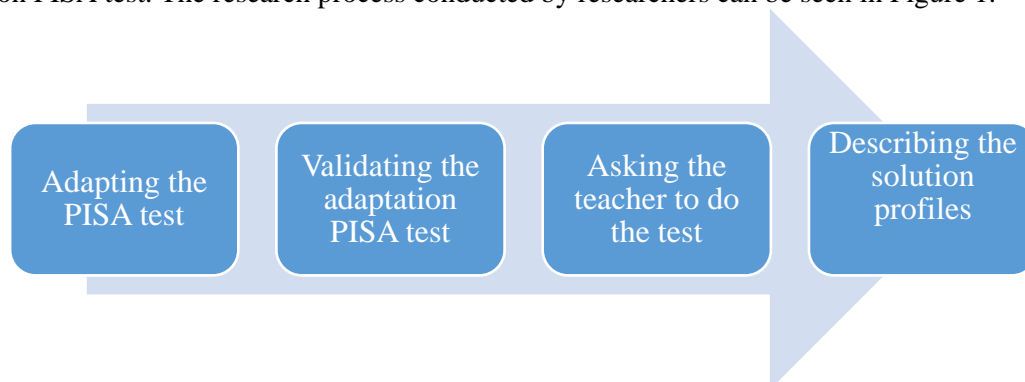 on PISA test. The research process conducted by researchers can be seen in Figure 1.
Adapting the
PISA test
Validating the
adaptation
PISA test
Asking the
teacher to do
the test
Describing the
solution
profiles